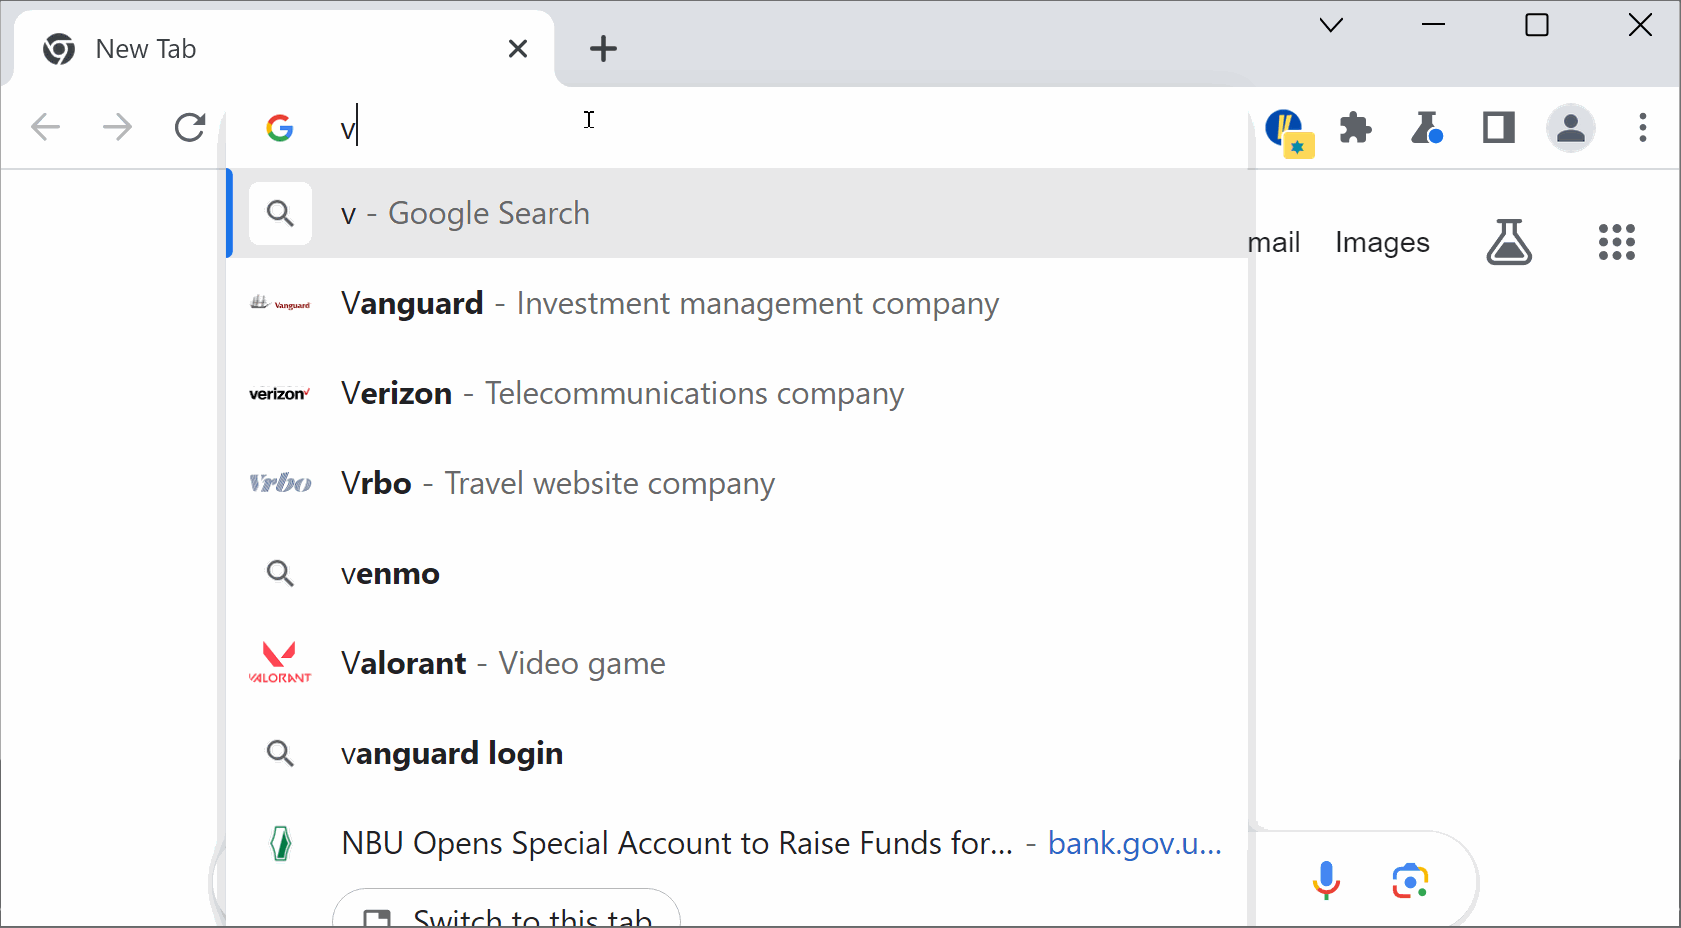 New Tab
v
v - Google Search
mail Images
Vanguard Vanguard - Investment management company
verizon Verizon - Telecommunications company
Vrbo Vrbo - Travel website company
venmo
VALORANT Valorant - Video game
vanguard login
NBU Opens Special Account to Raise Funds for... - bank.gov.u...
Switch to this tab